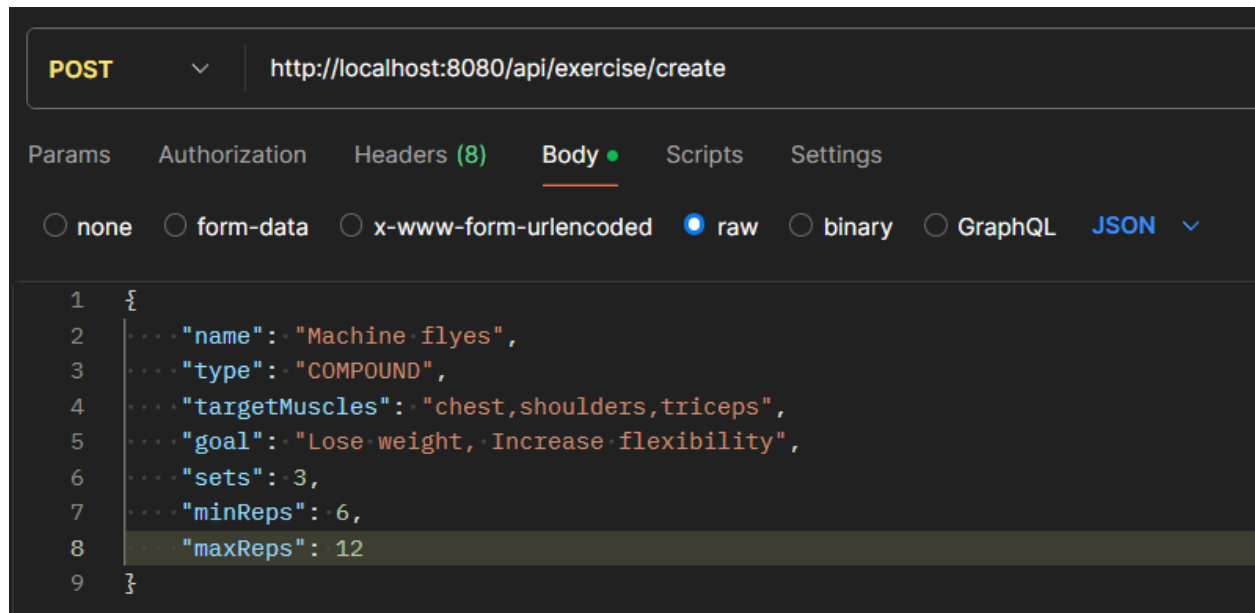 POST http://localhost:8080/api/exercise/create
Params Authorization Headers (8) Body Scripts Settings
none form-data x-www-form-urlencoded raw binary GraphQL JSON
1 {
2 "name": "Machine flyes",
3 "type": "COMPOUND",
4 "targetMuscles": "chest,shoulders,triceps",
5 "goal": "Lose weight, Increase flexibility",
6 "sets": 3,
7 "minReps": 6,
8 "maxReps": 12
9 }